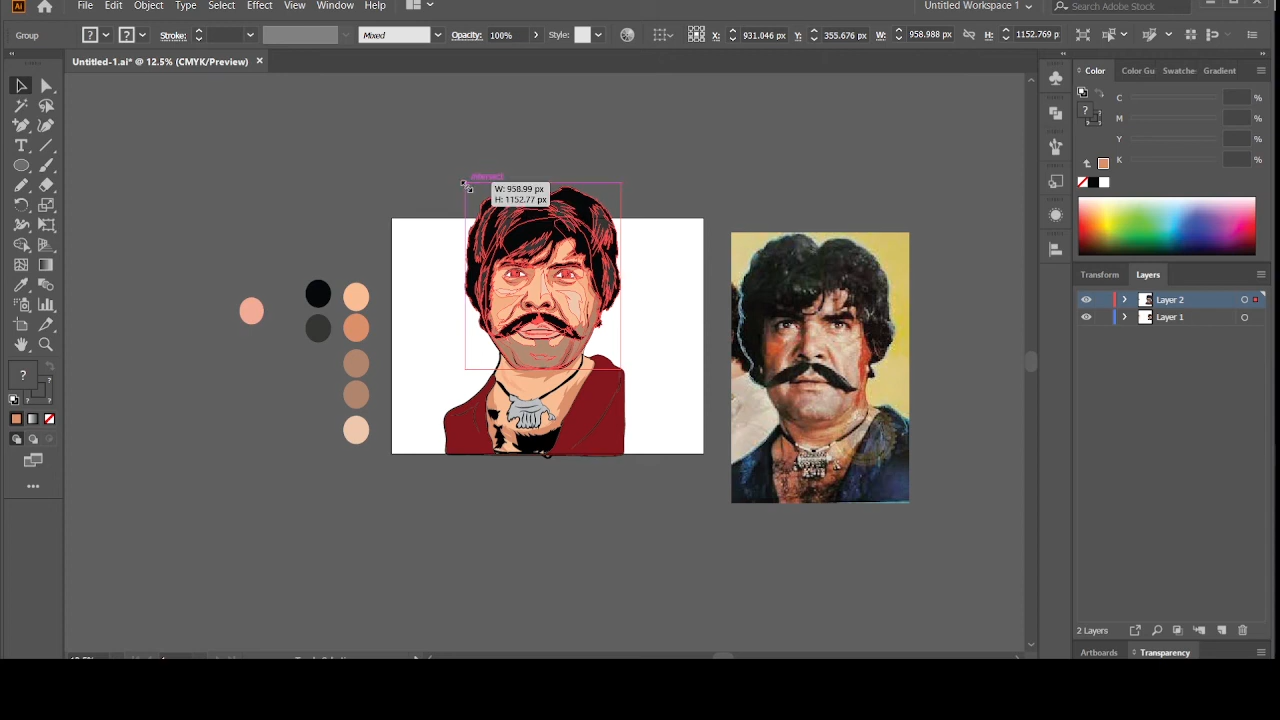 Ai File Edit Object Type Select Effect View Window Help Untitled Workspace 1 Search Adobe Stock
Group ? ? Stroke: Mixed Opacity: 100% Style: X: 931.046 px Y: 355.676 px W: 958.988 px H: 1152.769 p
Untitled-1.ai* @ 12.5% (CMYK/Preview) ×
Color Color Gu Swatche Gradient
C %
M %
Y %
K %
?
intersect
W: 958.99 px
H: 1152.77 px
Transform Layers
Layer 2
Layer 1
T
?
?
?
2 Layers
Artboards Transparency